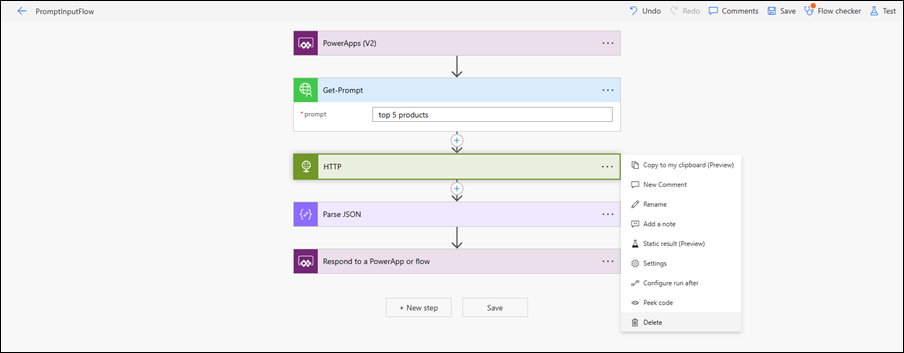 PromptInputFlow
Undo
Redo
Comments
Save
Flow checker
Test
PowerApps (V2)
Get-Prompt
* prompt
top 5 products
HTTP
Copy to my clipboard (Preview)
New Comment
Rename
Add a note
Static result (Preview)
Settings
Configure run after
Peek code
Delete
Parse JSON
Respond to a PowerApp or flow
+ New step
Save